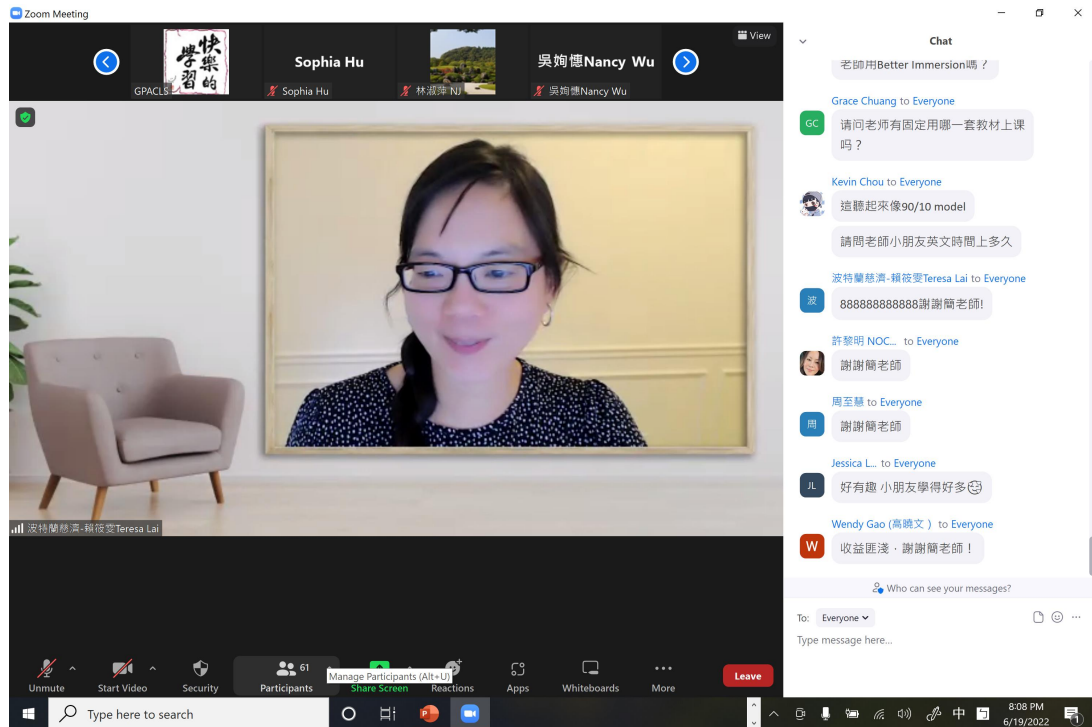 Zoom Meeting
View
快樂的
學習
GPACLS
Sophia Hu
Sophia Hu
林淑萍 NJ
吳姁憓Nancy Wu
吳姁憓Nancy Wu
波特蘭慈濟-賴筱雯Teresa Lai
Unmute
Start Video
Security
61
Participants
Manage Participants (Alt+U)
Share Screen
Reactions
Apps
Whiteboards
More
Leave
Chat
老師用Better Immersion嗎？
Grace Chuang to Everyone
GC
请问老师有固定用哪一套教材上课
吗？
Kevin Chou to Everyone
這聽起來像90/10 model
請問老師小朋友英文時間上多久
波特蘭慈濟-賴筱雯Teresa Lai to Everyone
波
888888888888謝謝簡老師!
許黎明 NOC... to Everyone
謝謝簡老師
周至慧 to Everyone
周
謝謝簡老師
Jessica L... to Everyone
JL
好有趣 小朋友學得好多
Wendy Gao (高曉文 ) to Everyone
W
收益匪淺，謝謝簡老師！
Who can see your messages?
To: Everyone
Type message here...
Type here to search
中
8:08 PM
6/19/2022
1